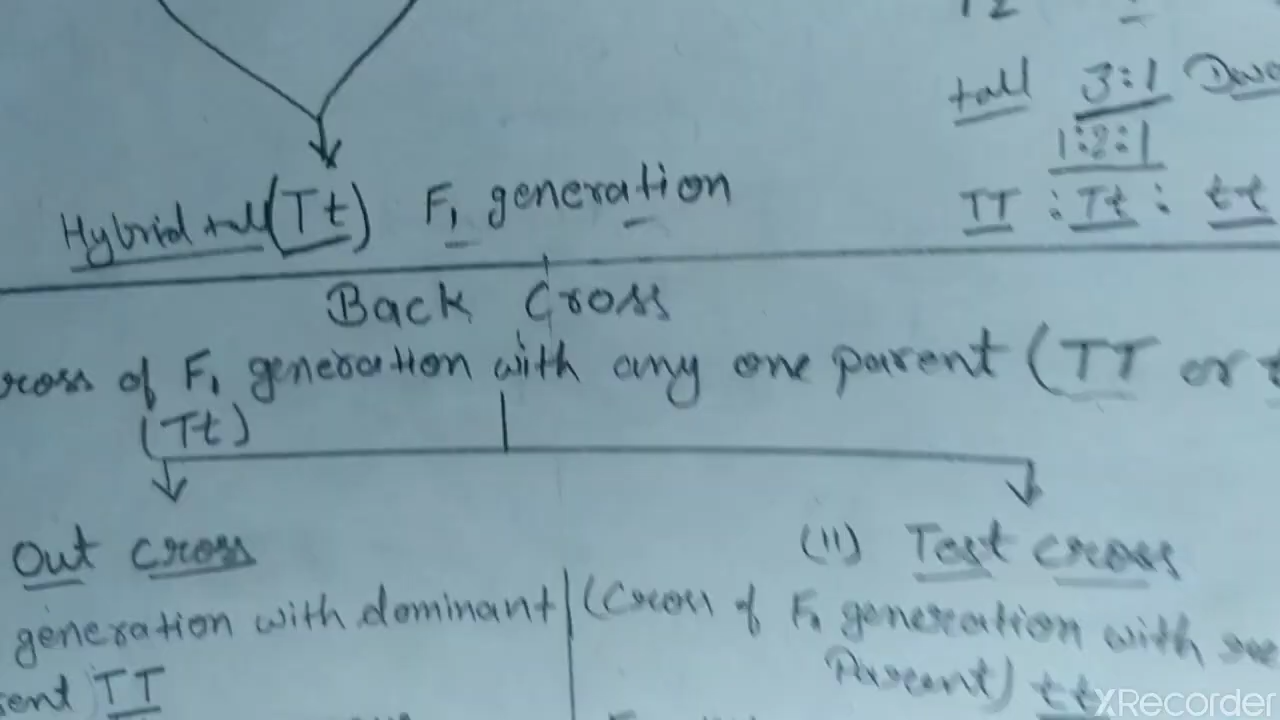 tall 3:1
1:2:1
TT : Tt : tt
Hybrid tall (Tt) F1 generation
Back Cross
of F1 generation with any one parent (TT or
(Tt)
Out cross
(II) Test cross
generation with dominant
TT
(Cross of F1 generation with
Parent) tt
XRecorder